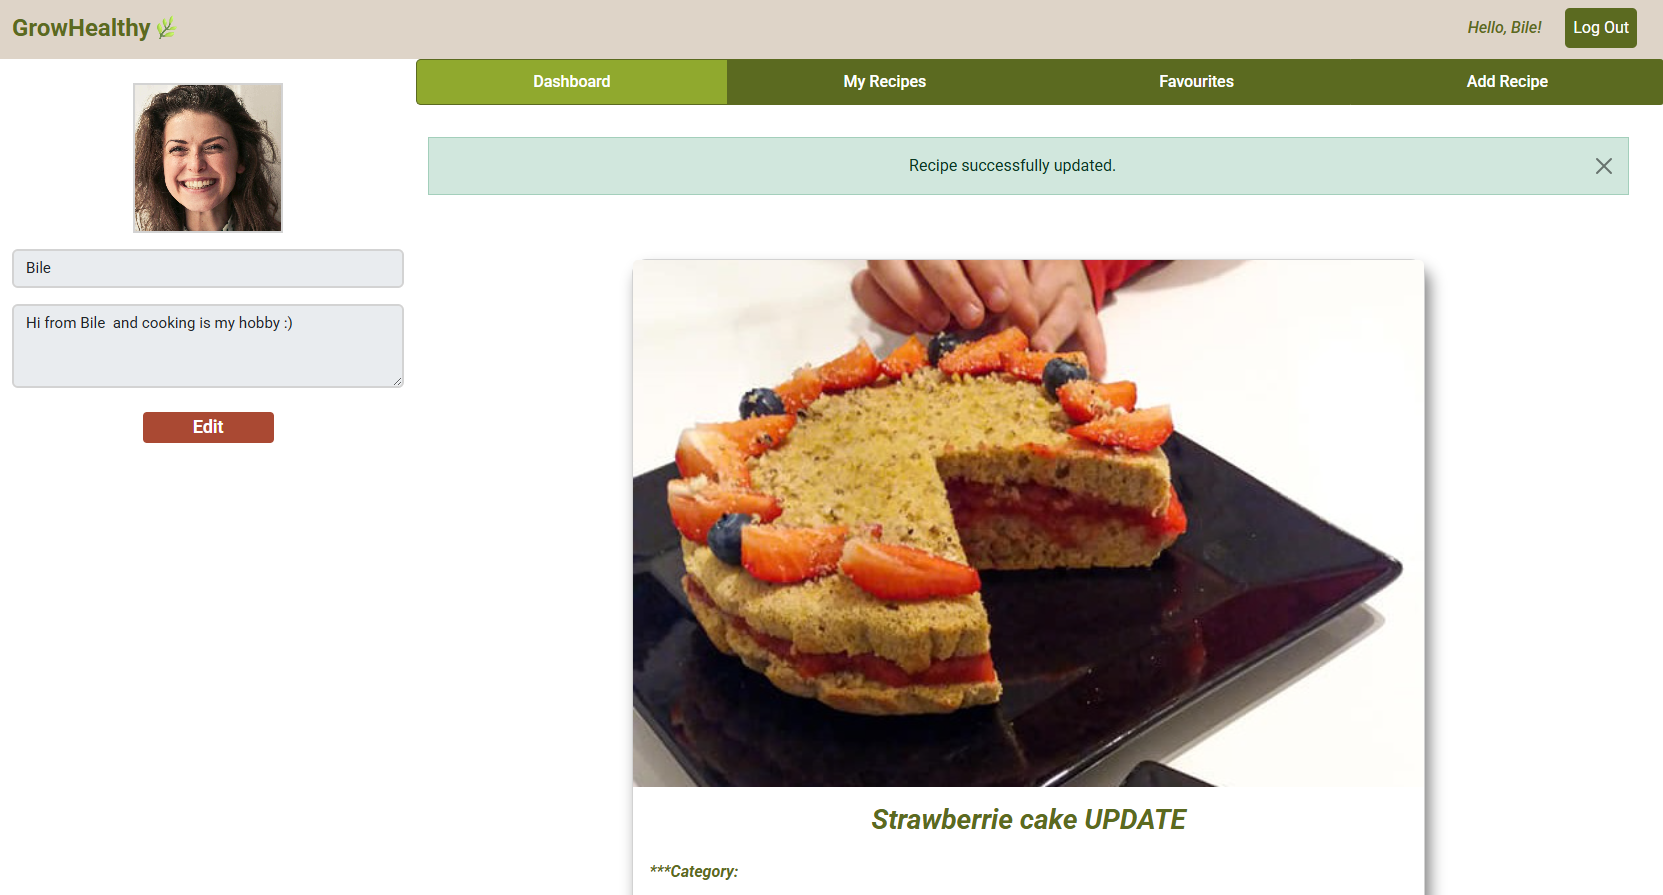 GrowHealthy
Hello, Bile!
Log Out
Dashboard
My Recipes
Favourites
Add Recipe
Recipe successfully updated.
Bile
Hi from Bile  and cooking is my hobby :)
Edit
Strawberrie cake UPDATE
***Category: